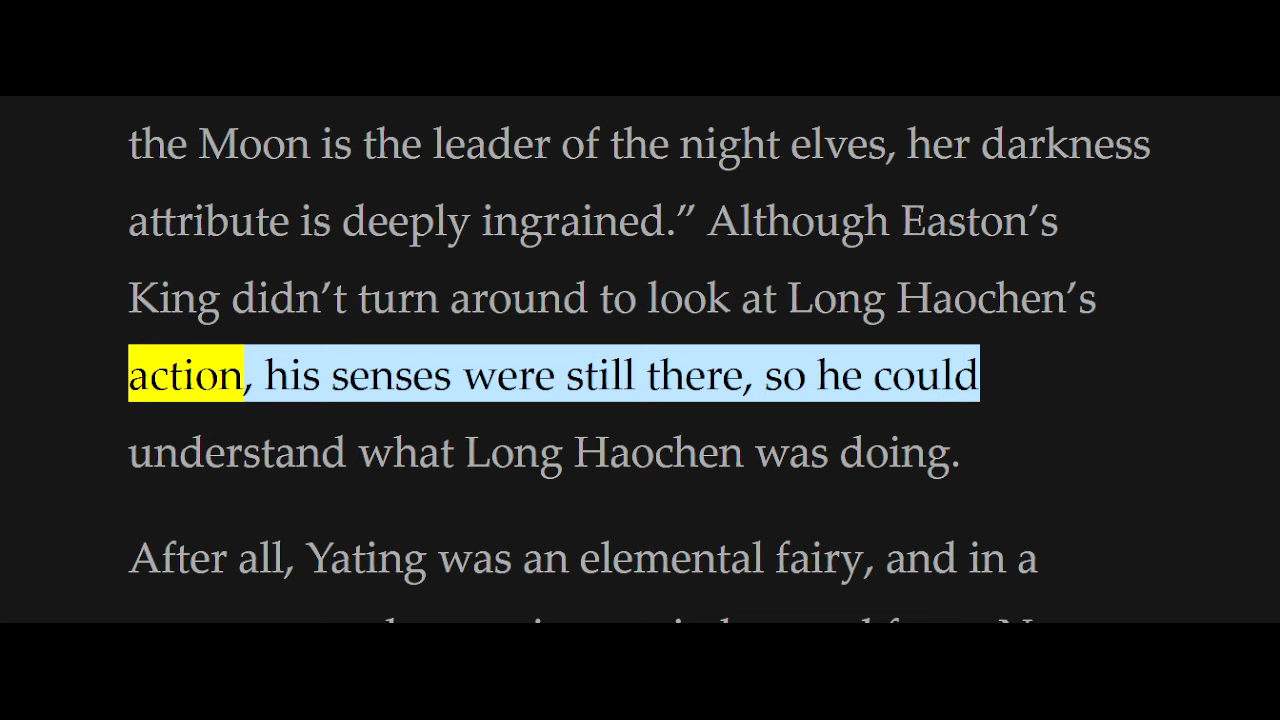 the Moon is the leader of the night elves, her darkness
attribute is deeply ingrained.” Although Easton’s
King didn’t turn around to look at Long Haochen’s
action, his senses were still there, so he could
understand what Long Haochen was doing.
After all, Yating was an elemental fairy, and in a